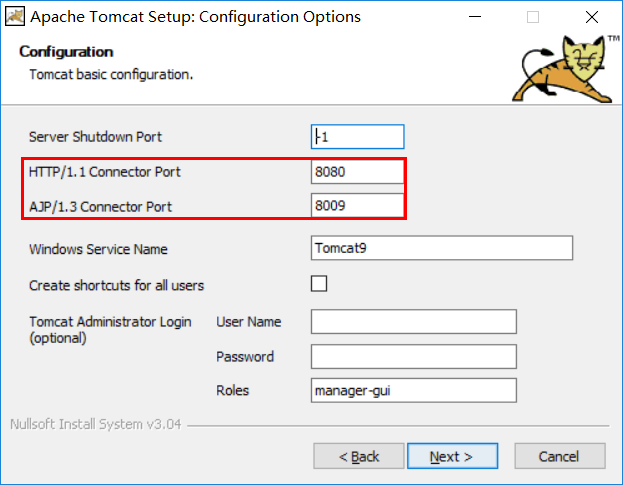 Apache Tomcat Setup: Configuration Options
Configuration
Tomcat basic configuration.
TM
Server Shutdown Port -1
HTTP/1.1 Connector Port 8080
AJP/1.3 Connector Port 8009
Windows Service Name Tomcat9
Create shortcuts for all users
Tomcat Administrator Login User Name
(optional)
Password
Roles manager-gui
Nullsoft Install System v3.04
< Back Next > Cancel